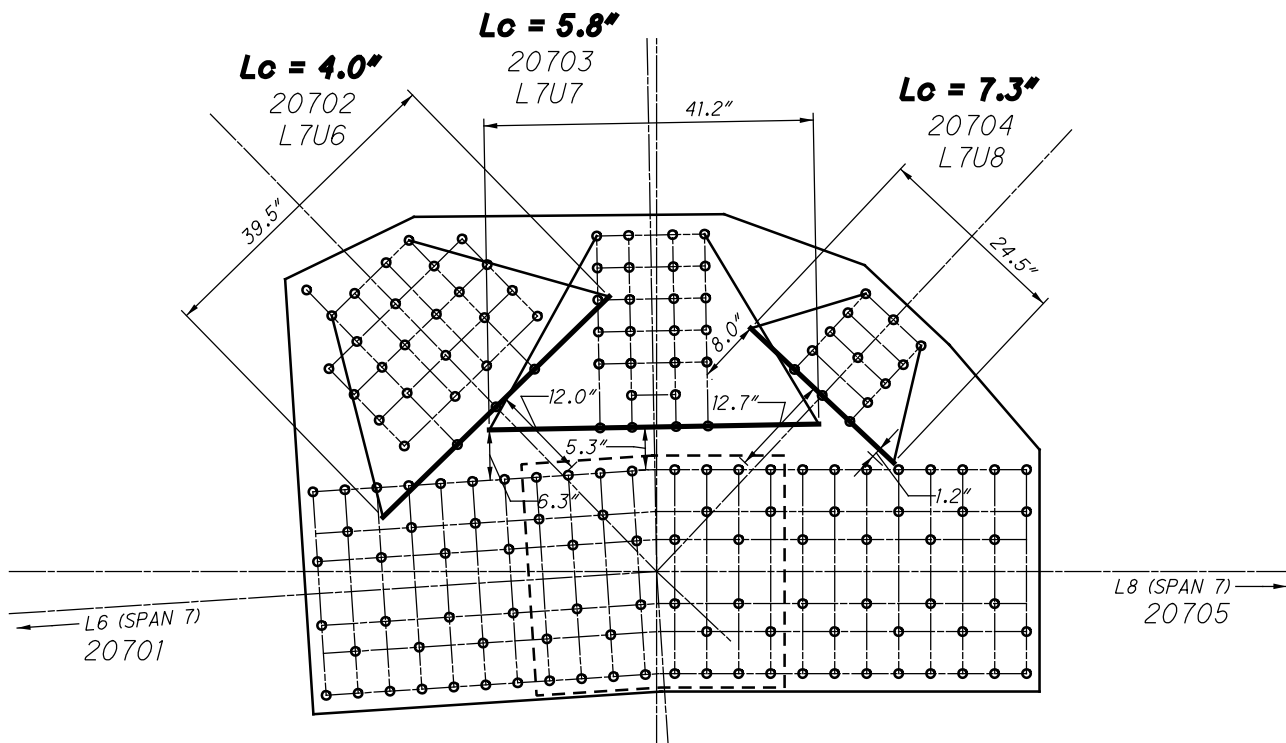 Lc = 5.8"
20703
L7U7
Lc = 4.0"
20702
L7U6
Lc = 7.3"
20704
L7U8
41.2"
39.5"
24.5"
8.0"
12.0"
12.7"
5.3"
6.3"
1.2"
L6 (SPAN 7)
20701
L8 (SPAN 7)
20705